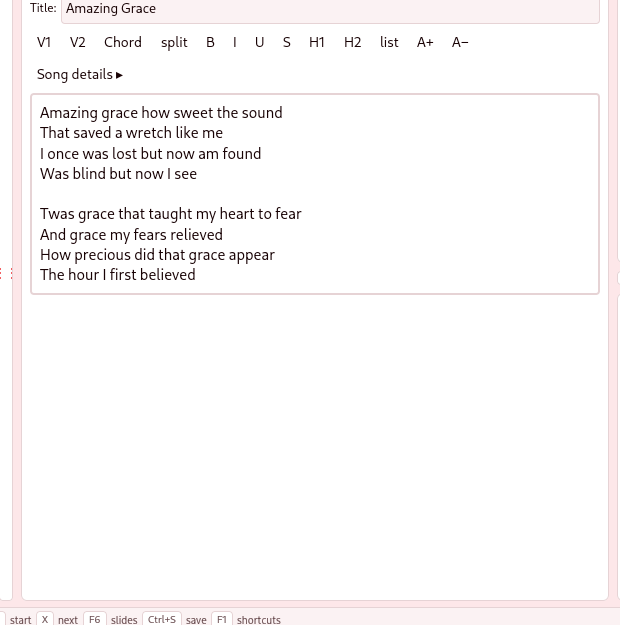 Title: Amazing Grace
V1 V2 Chord split B I U S H1 H2 list A+ A−
Song details ▸
Amazing grace how sweet the sound
That saved a wretch like me
I once was lost but now am found
Was blind but now I see

Twas grace that taught my heart to fear
And grace my fears relieved
How precious did that grace appear
The hour I first believed
start X next F6 slides Ctrl+S save F1 shortcuts